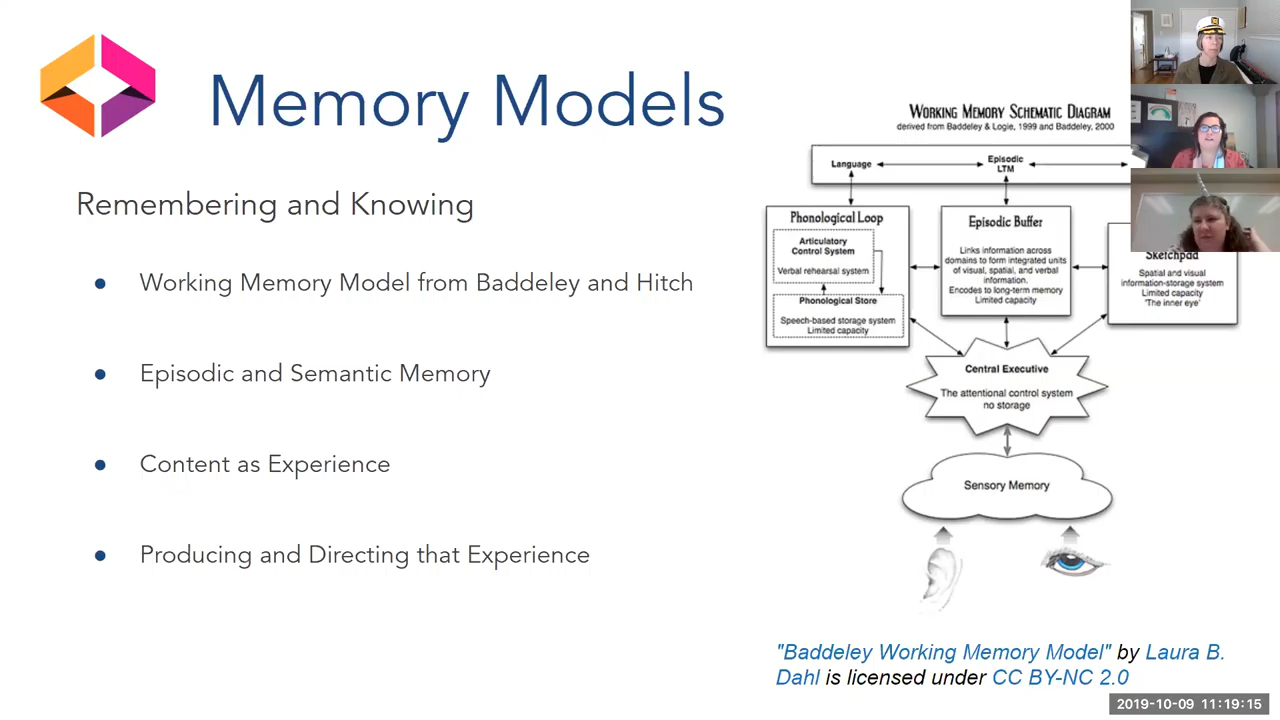 Memory Models
Remembering and Knowing
● Working Memory Model from Baddeley and Hitch
● Episodic and Semantic Memory
● Content as Experience
● Producing and Directing that Experience
WORKING MEMORY SCHEMATIC DIAGRAM
derived from Baddeley & Logie, 1999 and Baddeley, 2000
Language
Episodic
LTM
Phonological Loop
Articulatory
Control System
Verbal rehearsal system
Phonological Store
Speech-based storage system
Limited capacity
Episodic Buffer
Links information across
domains to form integrated units
of visual, spatial, and verbal
information.
Encodes to long-term memory
Limited capacity
Sketchpad
Spatial and visual
information-storage system
Limited capacity
'The inner eye'
Central Executive
The attentional control system
no storage
Sensory Memory
"Baddeley Working Memory Model" by Laura B.
Dahl is licensed under CC BY-NC 2.0
2019-10-09 11:19:15